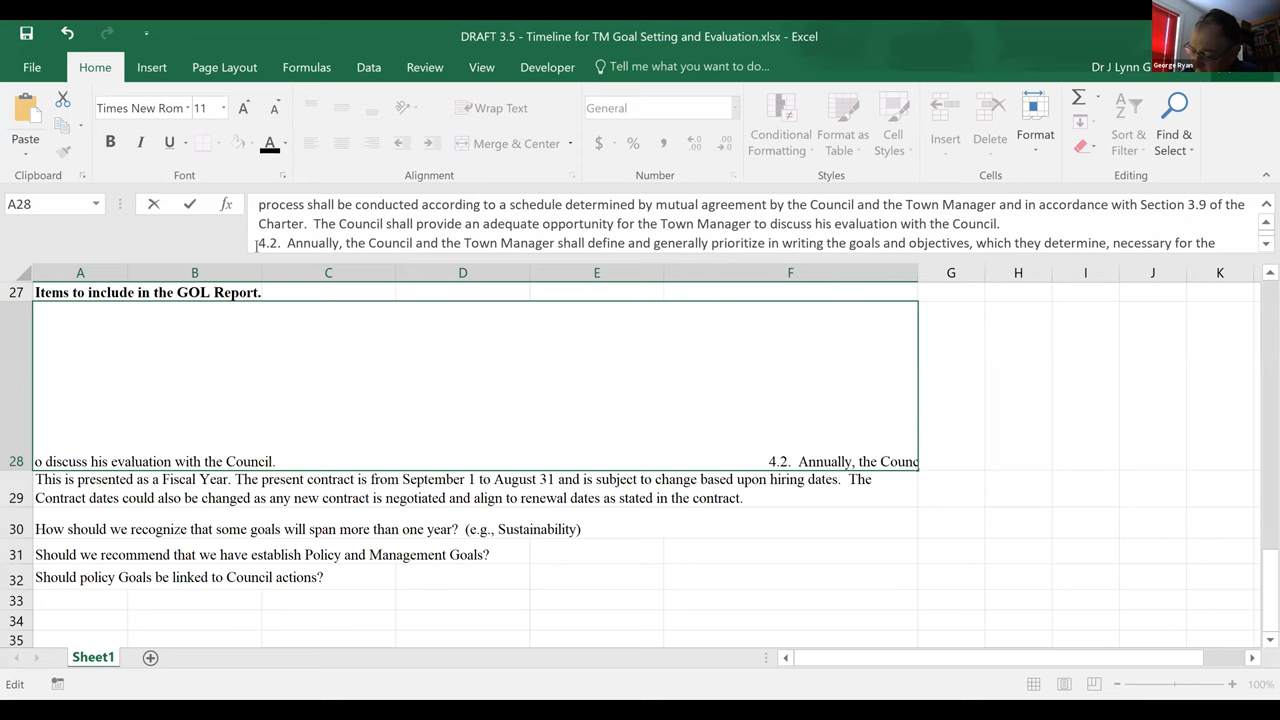 DRAFT 3.5 - Timeline for TM Goal Setting and Evaluation.xlsx - Excel
George Ryan
File Home Insert Page Layout Formulas Data Review View Developer Tell me what you want to do... Dr J Lynn G
Times New Rom 11 Wrap Text General
Paste B I U Merge & Center $ % Conditional Formatting Format as Table Cell Styles Insert Delete Format Sort & Filter Find & Select
Clipboard Font Alignment Number Styles Cells Editing
A28 fx process shall be conducted according to a schedule determined by mutual agreement by the Council and the Town Manager and in accordance with Section 3.9 of the
Charter. The Council shall provide an adequate opportunity for the Town Manager to discuss his evaluation with the Council.
4.2. Annually, the Council and the Town Manager shall define and generally prioritize in writing the goals and objectives, which they determine, necessary for the
A B C D E F G H I J K
27 Items to include in the GOL Report.
28 o discuss his evaluation with the Council. 4.2. Annually, the Counc
This is presented as a Fiscal Year. The present contract is from September 1 to August 31 and is subject to change based upon hiring dates. The
29 Contract dates could also be changed as any new contract is negotiated and align to renewal dates as stated in the contract.
30 How should we recognize that some goals will span more than one year? (e.g., Sustainability)
31 Should we recommend that we have establish Policy and Management Goals?
32 Should policy Goals be linked to Council actions?
33
34
35
Sheet1
Edit 100%